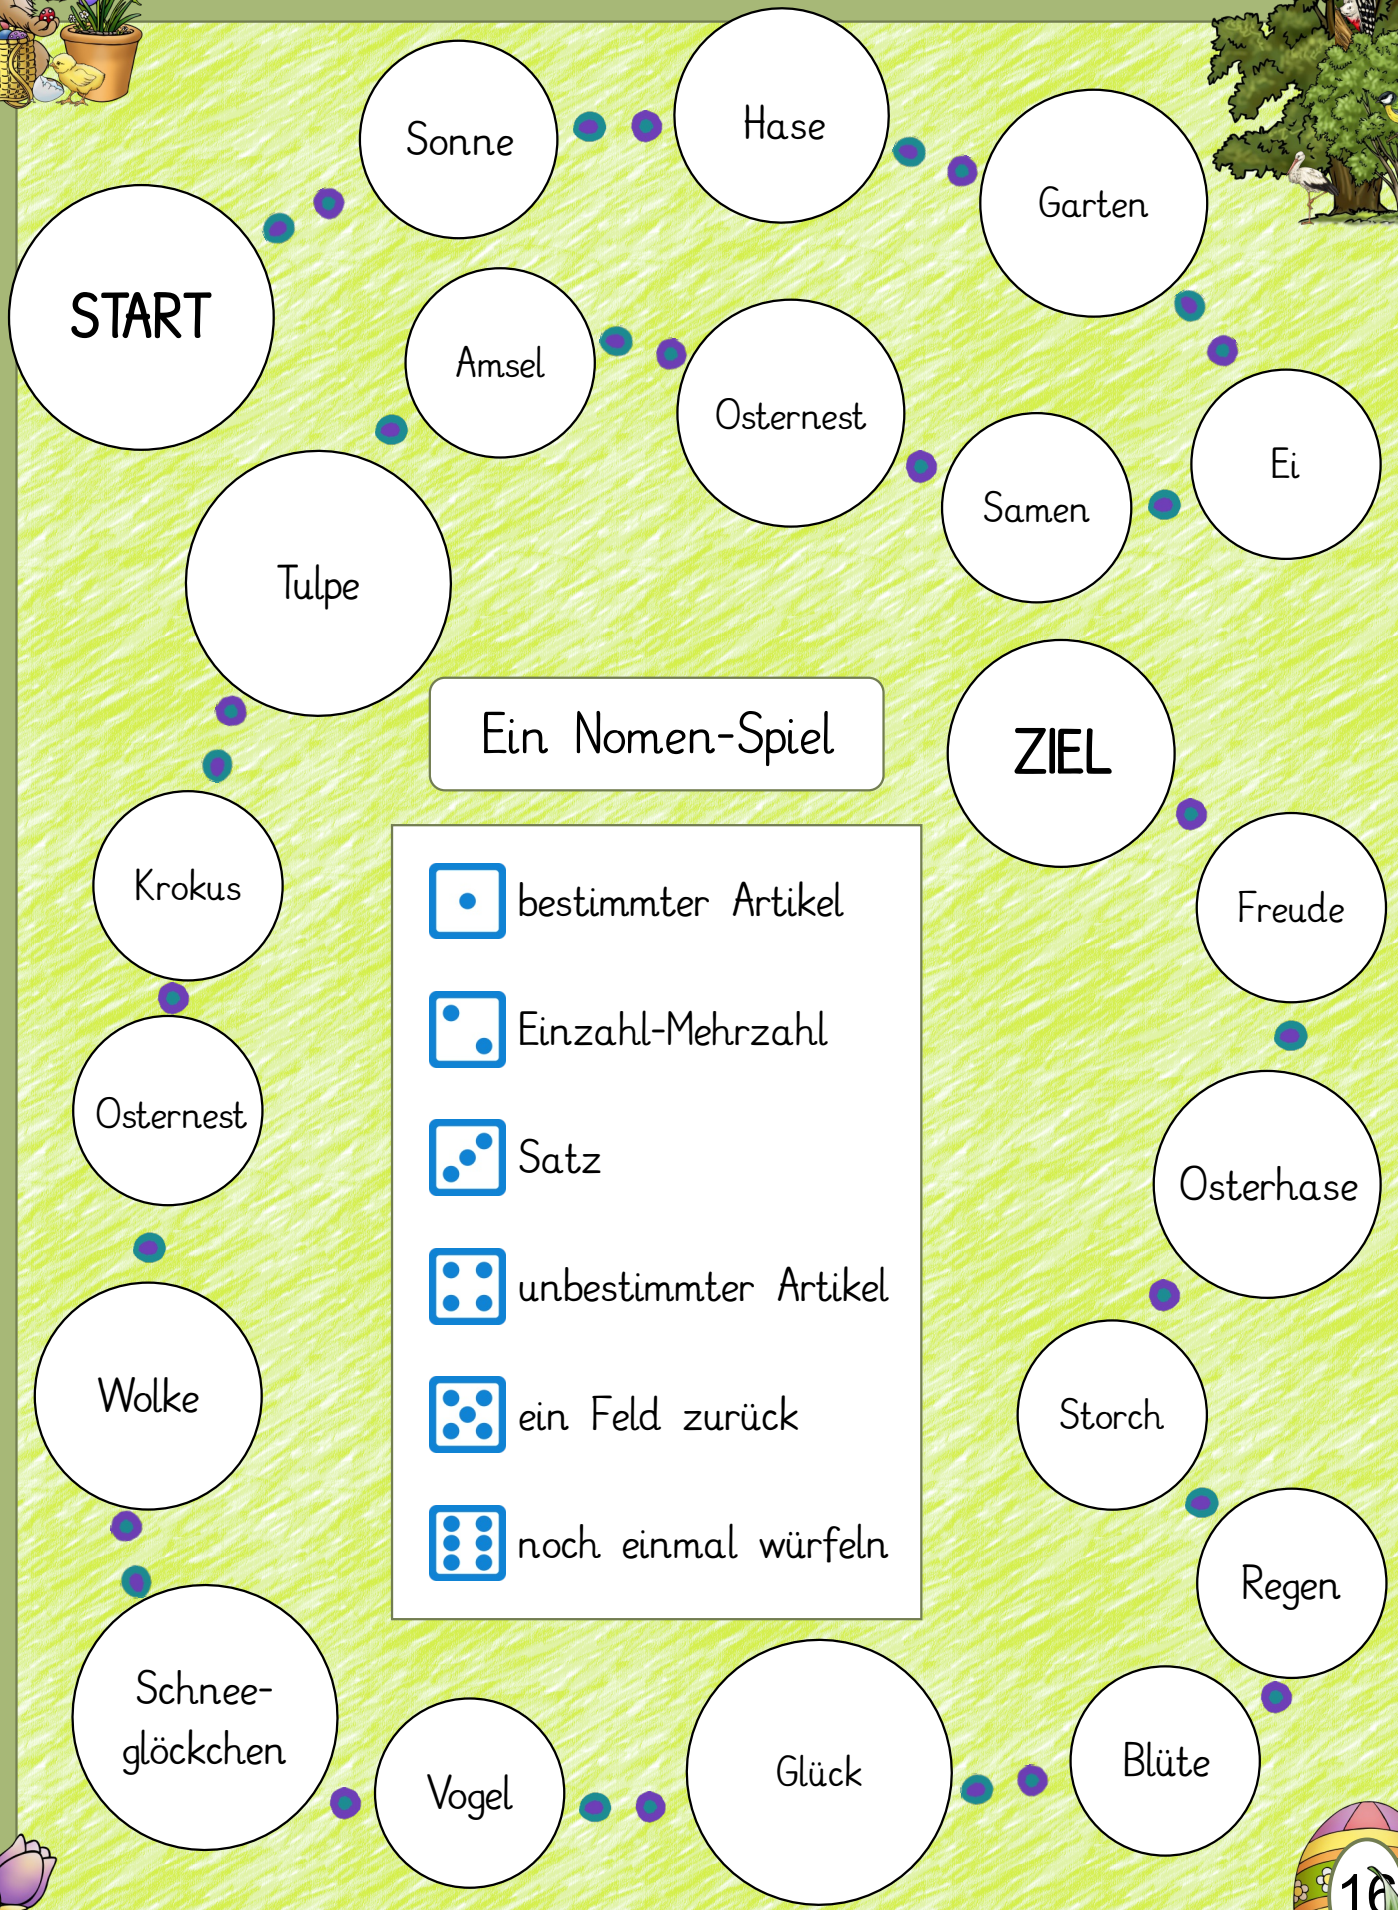 START
Sonne
Hase
Garten
Ei
Samen
Osternest
Amsel
Tulpe
Krokus
Osternest
Wolke
Schnee-
glöckchen
Vogel
Glück
Blüte
Regen
Storch
Osterhase
Freude
ZIEL
Ein Nomen-Spiel
bestimmter Artikel
Einzahl-Mehrzahl
Satz
unbestimmter Artikel
ein Feld zurück
noch einmal würfeln
16